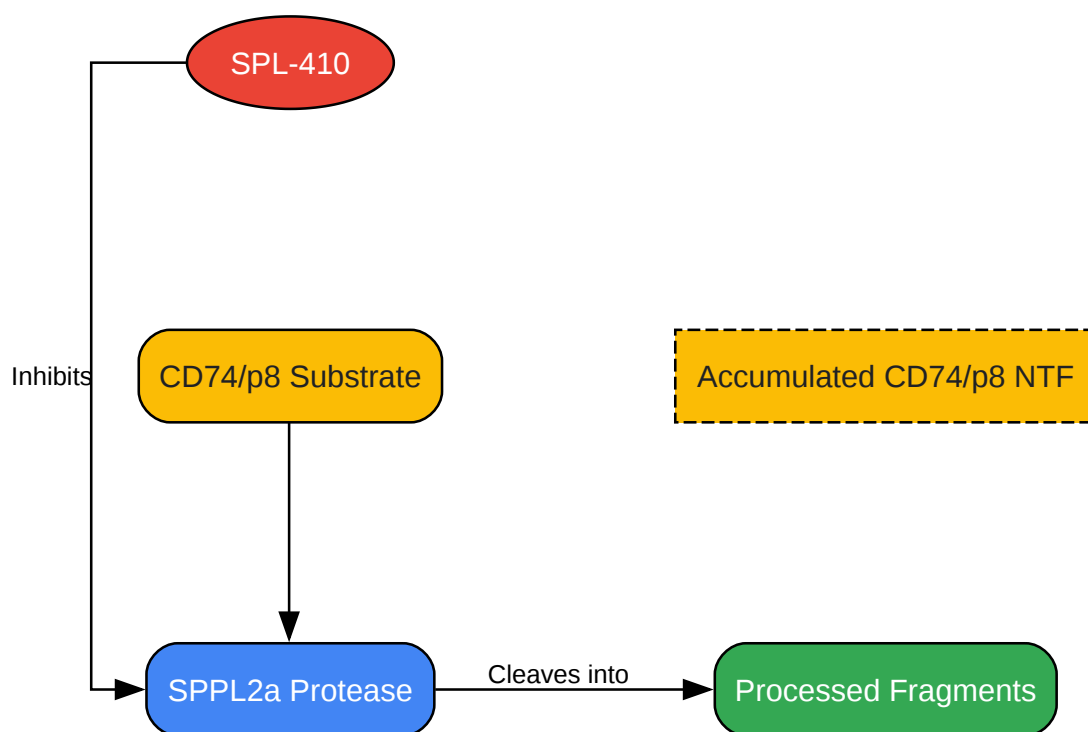 SPL-410
CD74/p8 Substrate
Accumulated CD74/p8 NTF
Inhibits
SPPL2a Protease
Cleaves into
Processed Fragments